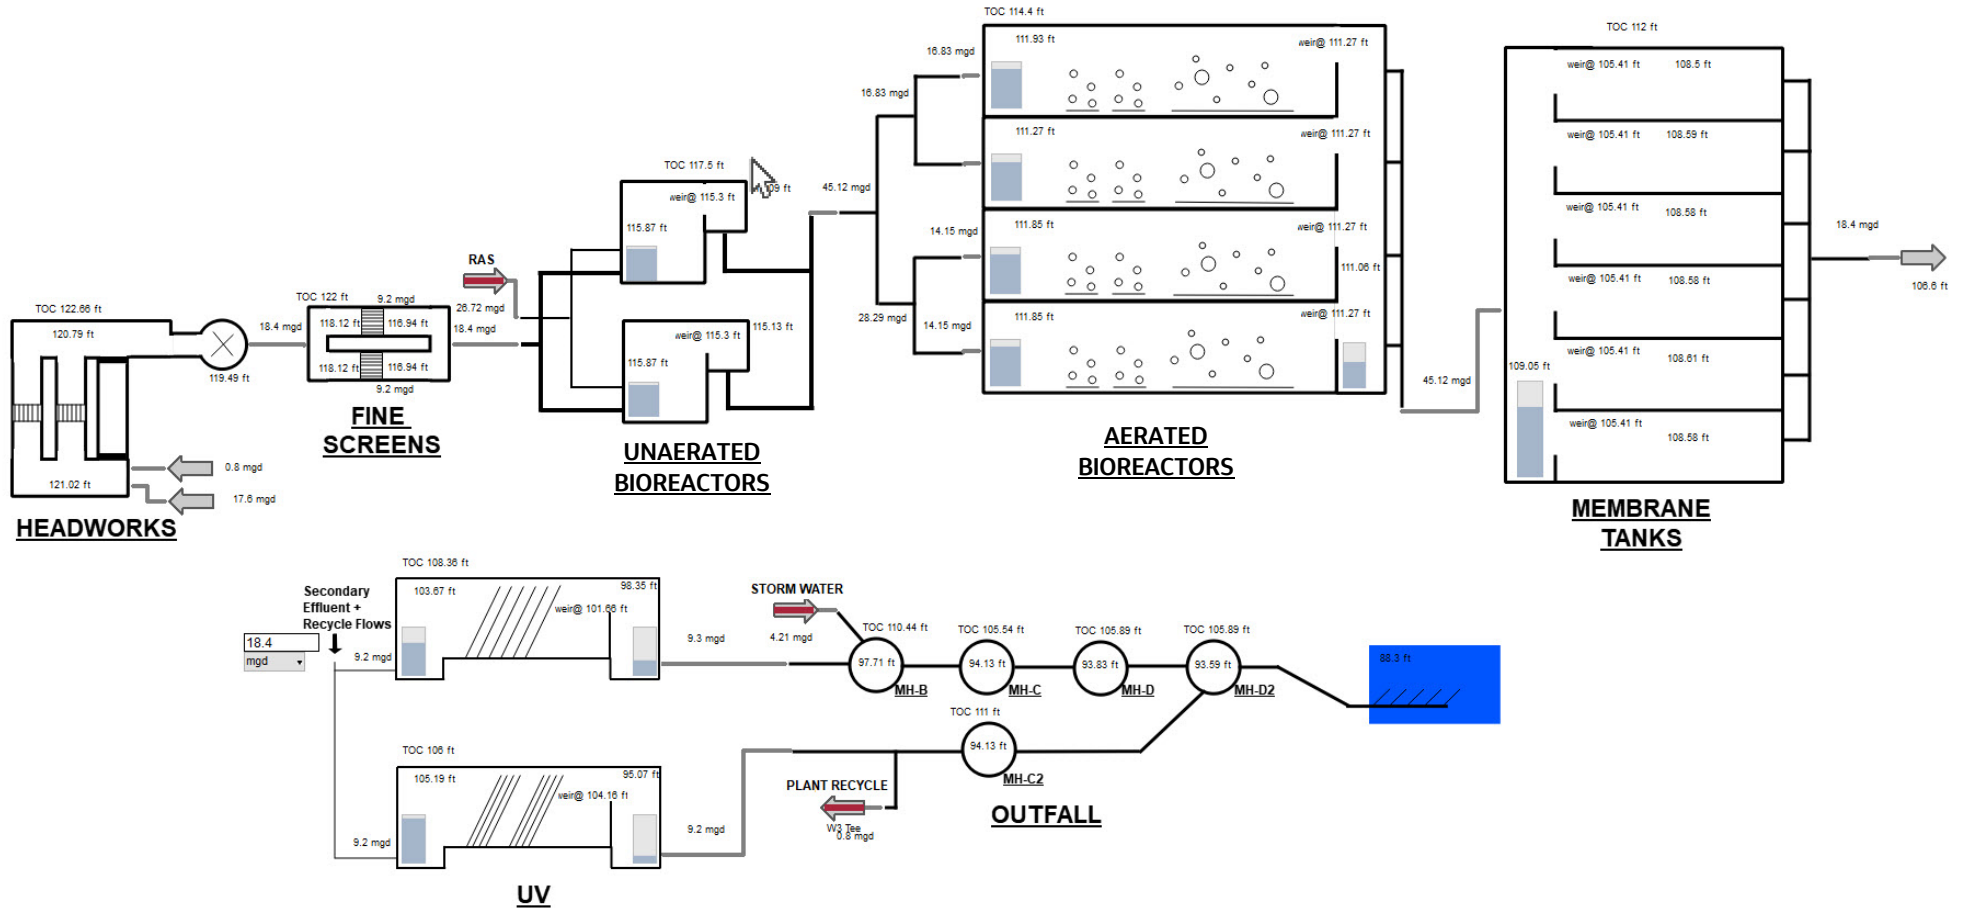 TOC 122.66 ft
120.79 ft
121.02 ft
0.8 mgd
17.6 mgd
HEADWORKS
119.49 ft
18.4 mgd
TOC 122 ft
9.2 mgd
118.12 ft
116.94 ft
118.12 ft
116.94 ft
9.2 mgd
FINE
SCREENS
RAS
26.72 mgd
18.4 mgd
TOC 117.5 ft
weir@ 115.3 ft
115.87 ft
weir@ 115.3 ft
115.13 ft
115.87 ft
UNAERATED
BIOREACTORS
45.12 mgd
16.83 mgd
16.83 mgd
14.15 mgd
28.29 mgd
14.15 mgd
TOC 114.4 ft
111.93 ft
weir@ 111.27 ft
111.27 ft
weir@ 111.27 ft
111.85 ft
weir@ 111.27 ft
111.06 ft
111.85 ft
weir@ 111.27 ft
AERATED
BIOREACTORS
45.12 mgd
TOC 112 ft
weir@ 105.41 ft
108.5 ft
weir@ 105.41 ft
108.59 ft
weir@ 105.41 ft
108.58 ft
weir@ 105.41 ft
108.58 ft
weir@ 105.41 ft
108.61 ft
109.05 ft
weir@ 105.41 ft
108.58 ft
18.4 mgd
106.6 ft
MEMBRANE
TANKS
Secondary
Effluent +
Recycle Flows
18.4
mgd
9.2 mgd
9.2 mgd
TOC 108.36 ft
103.67 ft
98.35 ft
weir@ 101.66 ft
9.3 mgd
TOC 106 ft
105.19 ft
95.07 ft
weir@ 104.16 ft
9.2 mgd
UV
STORM WATER
4.21 mgd
TOC 110.44 ft
97.71 ft
MH-B
TOC 105.54 ft
94.13 ft
MH-C
TOC 105.89 ft
93.83 ft
MH-D
TOC 105.89 ft
93.59 ft
MH-D2
88.3 ft
TOC 111 ft
94.13 ft
MH-C2
PLANT RECYCLE
W3 Tee
0.8 mgd
OUTFALL